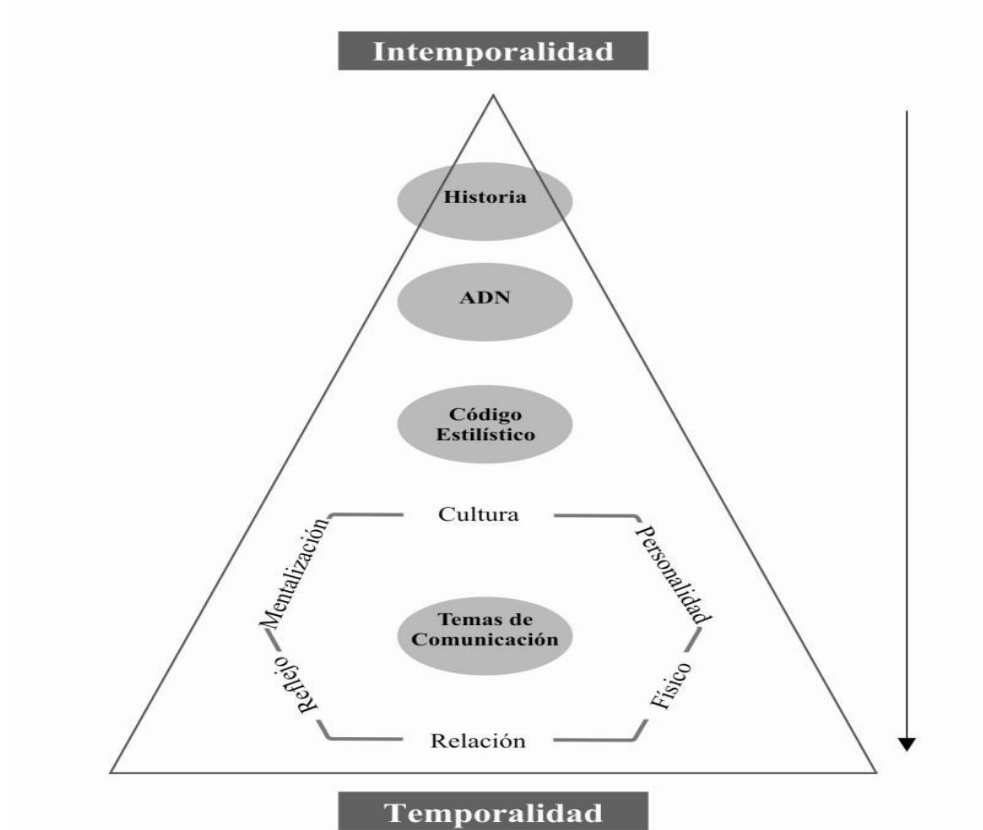 Intemporalidad
Historia
ADN
Código
Estilístico
Cultura
Mentalización
Personalidad
Temas de
Comunicación
Reflejo
Físico
Relación
Temporalidad